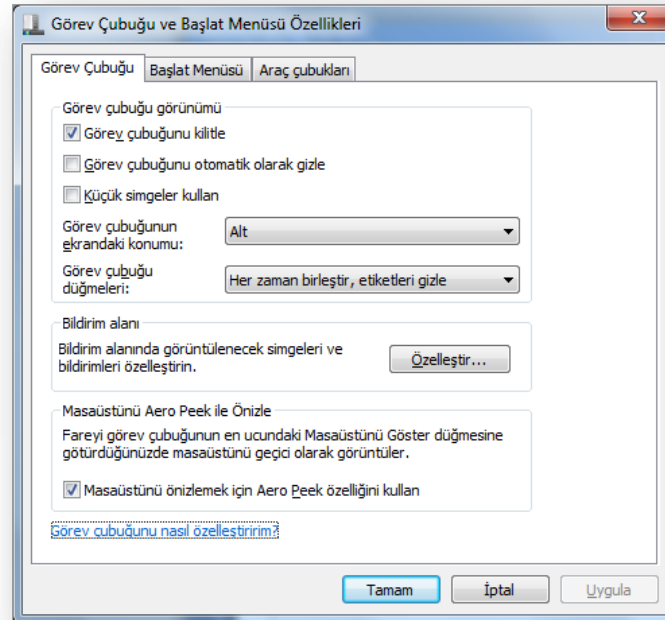 Görev Çubuğu ve Başlat Menüsü Özellikleri
Görev Çubuğu
Başlat Menüsü
Araç çubukları
Görev çubuğu görünümü
Görev çubuğunu kilitle
Görev çubuğunu otomatik olarak gizle
Küçük simgeler kullan
Görev çubuğunun
ekrandaki konumu:
Alt
Görev çubuğu
düğmeleri:
Her zaman birleştir, etiketleri gizle
Bildirim alanı
Bildirim alanında görüntülenecek simgeleri ve
bildirimleri özelleştirin.
Özelleştir...
Masaüstünü Aero Peek ile Önizle
Fareyi görev çubuğunun en ucundaki Masaüstünü Göster düğmesine
götürdüğünüzde masaüstünü geçici olarak görüntüler.
Masaüstünü önizlemek için Aero Peek özelliğini kullan
Görev çubuğunu nasıl özelleştiririm?
Tamam
İptal
Uygula